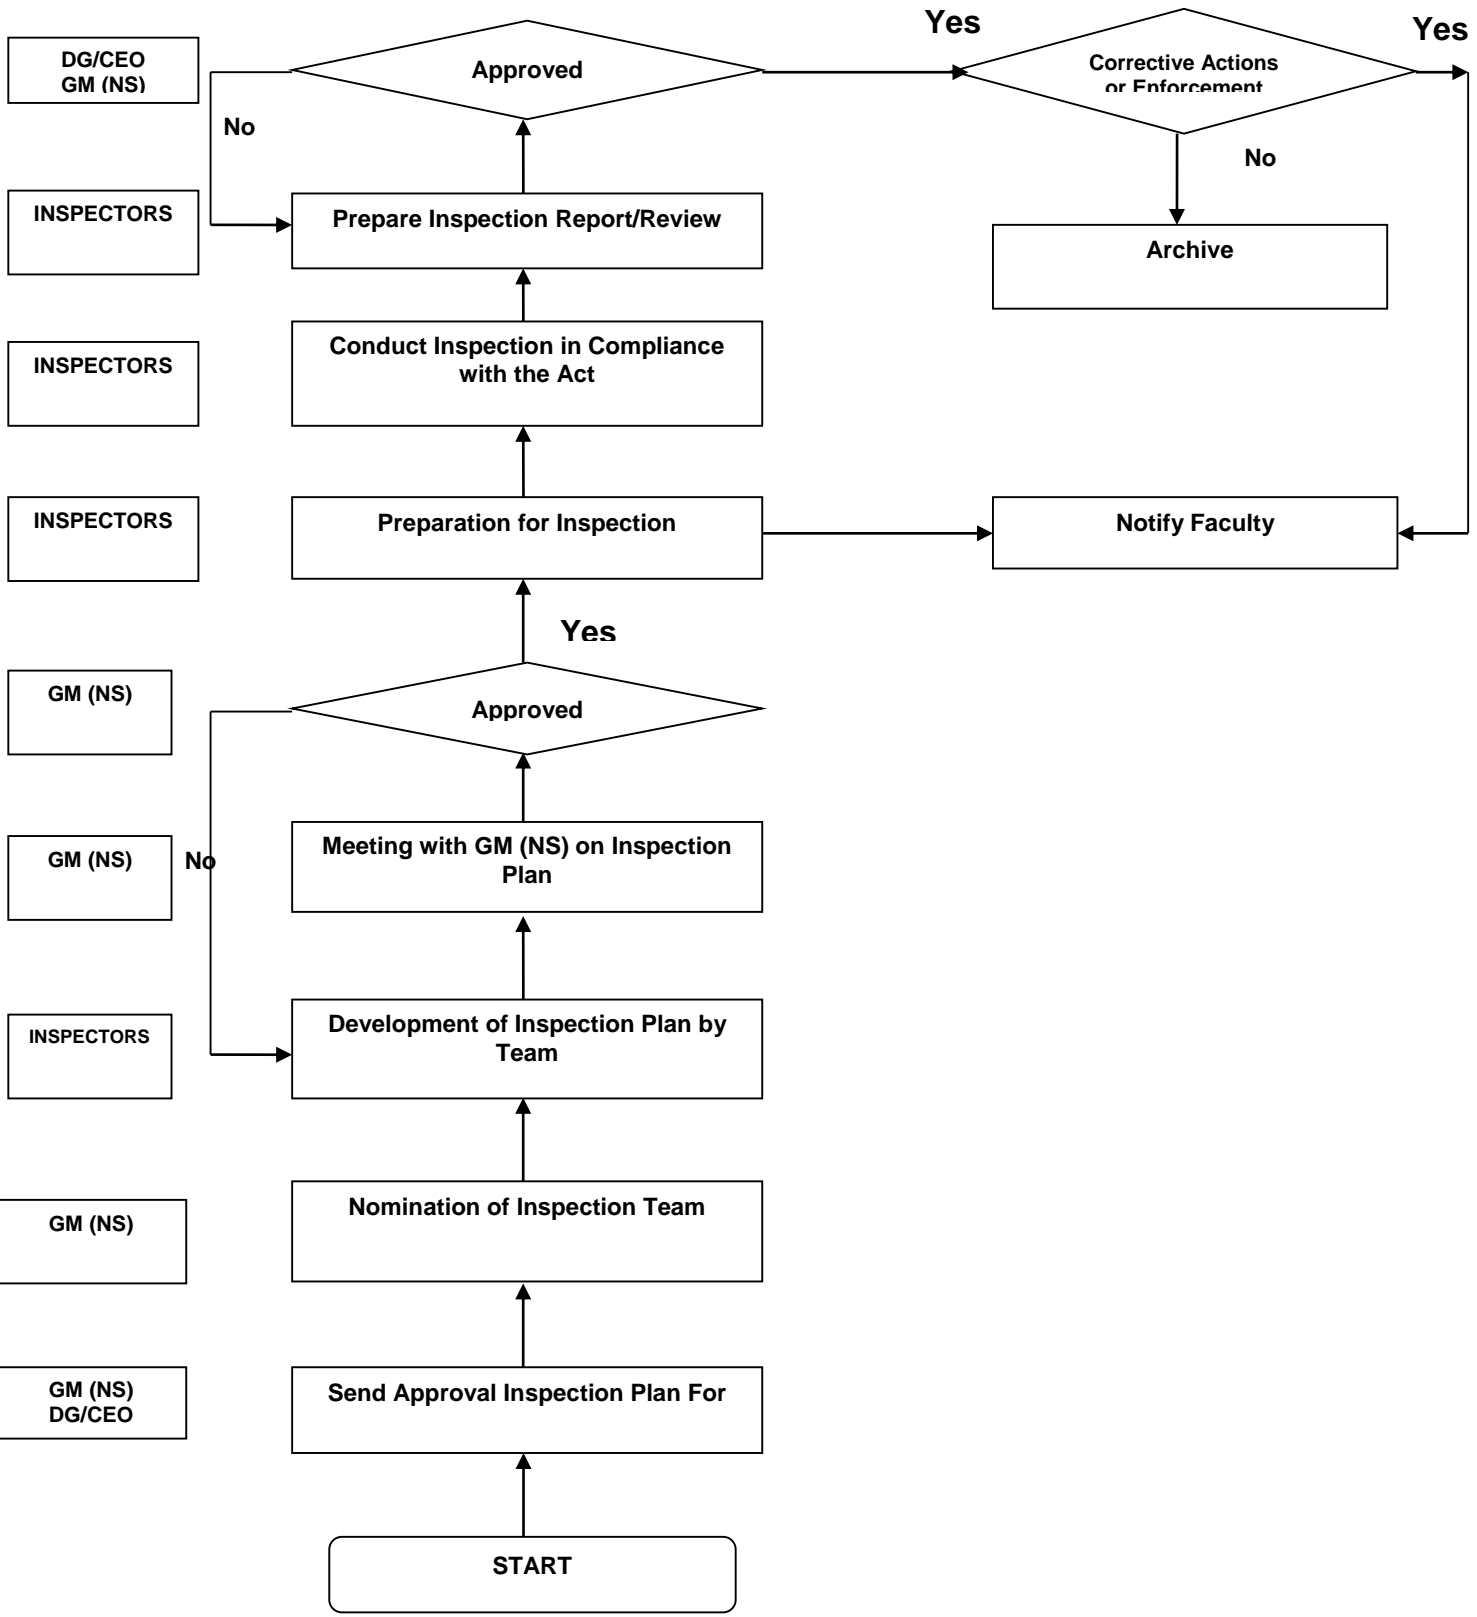 Yes
Yes
DG/CEO
GM (NS)
Approved
Corrective Actions
or Enforcement
No
No
INSPECTORS
Prepare Inspection Report/Review
Archive
INSPECTORS
Conduct Inspection in Compliance
with the Act
INSPECTORS
Preparation for Inspection
Notify Faculty
Yes
GM (NS)
Approved
GM (NS)
No
Meeting with GM (NS) on Inspection
Plan
INSPECTORS
Development of Inspection Plan by
Team
GM (NS)
Nomination of Inspection Team
GM (NS)
DG/CEO
Send Approval Inspection Plan For
START